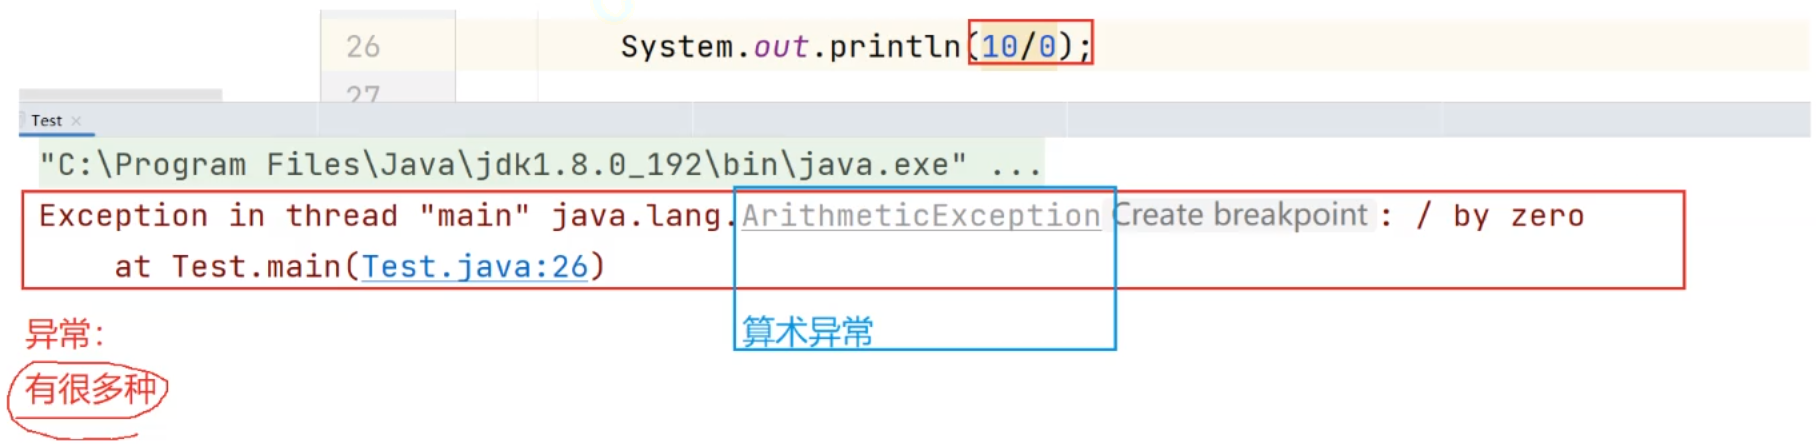 26 System.out.println(10/0);
27
Test ×
"C:\Program Files\Java\jdk1.8.0_192\bin\java.exe" ...
Exception in thread "main" java.lang.ArithmeticException Create breakpoint : / by zero
at Test.main(Test.java:26)
异常：
算术异常
有很多种